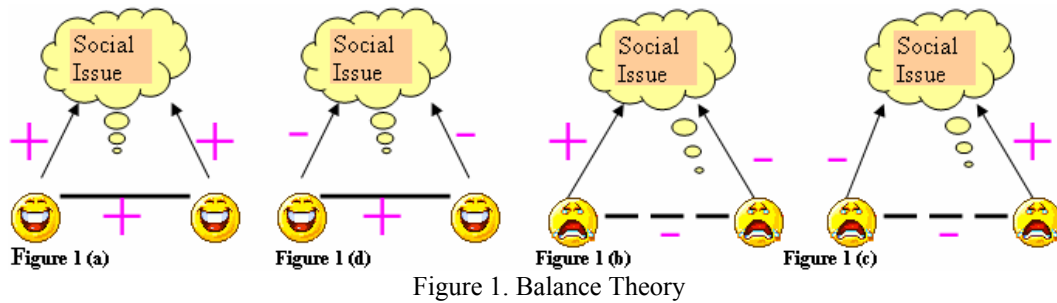 Social
Issue
Social
Issue
Social
Issue
Social
Issue
+ + - - + - - +
+ + - -
Figure 1 (a) Figure 1 (d) Figure 1 (b) Figure 1 (c)
Figure 1. Balance Theory